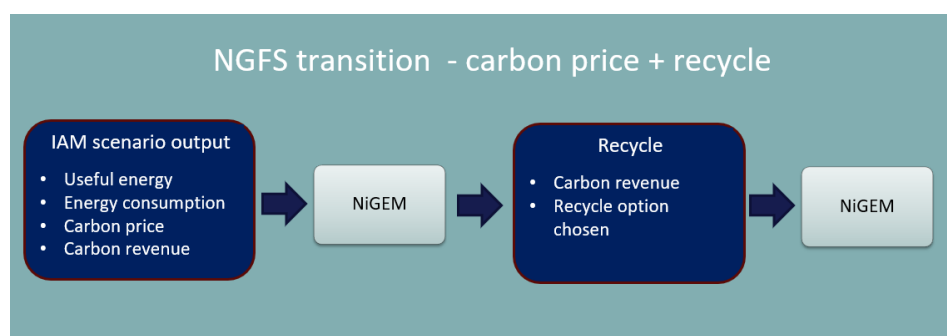 NGFS transition - carbon price + recycle
IAM scenario output
• Useful energy
• Energy consumption
• Carbon price
• Carbon revenue
NiGEM
Recycle
• Carbon revenue
• Recycle option
chosen
NiGEM